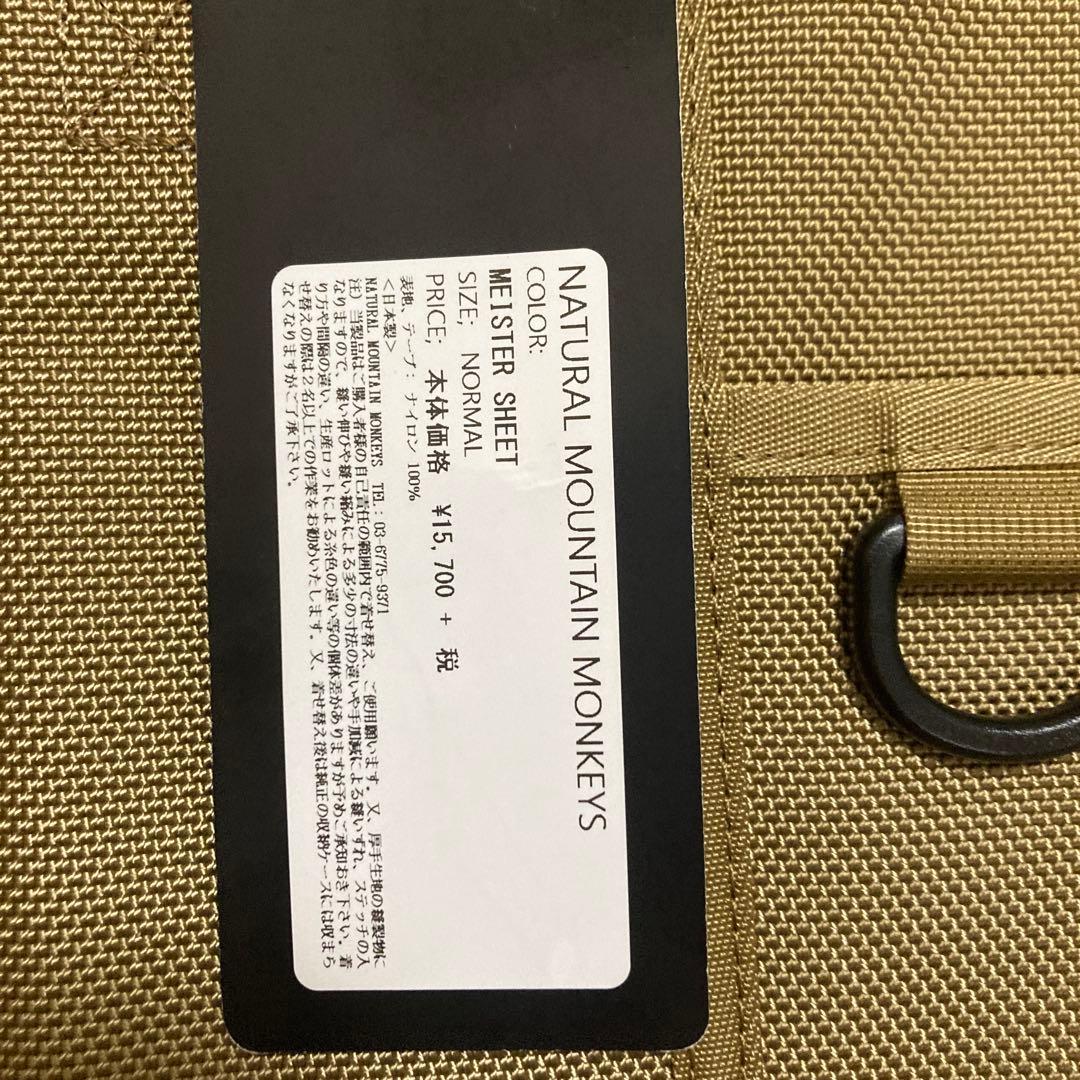 NATURAL MOUNTAIN MONKEYS
COLOR:
MEISTER SHEET
SIZE; NORMAL
PRICE; 本体価格 ¥15,700 + 税
表地、テープ: ナイロン 100%
<日本製>
NATURAL MOUNTAIN MONKEYS TEL: 03-6775-9371
注) 当製品はご購入者様の自己責任の範囲内で着せ替え、ご使用願います。又、厚手生地の縫製物に
なりますので、縫い伸びや縫い縮みによる多少の寸法の違いや手加減による縫いずれ、ステッチの入
り方や間隔の違い、生産ロットによる糸色の違い等の個体差がありますが予めご承知おき下さい。着
せ替えの際は2名以上での作業をお勧めいたします。又、着せ替え後は純正の収納ケースには収まら
なくなりますがご了承下さい。